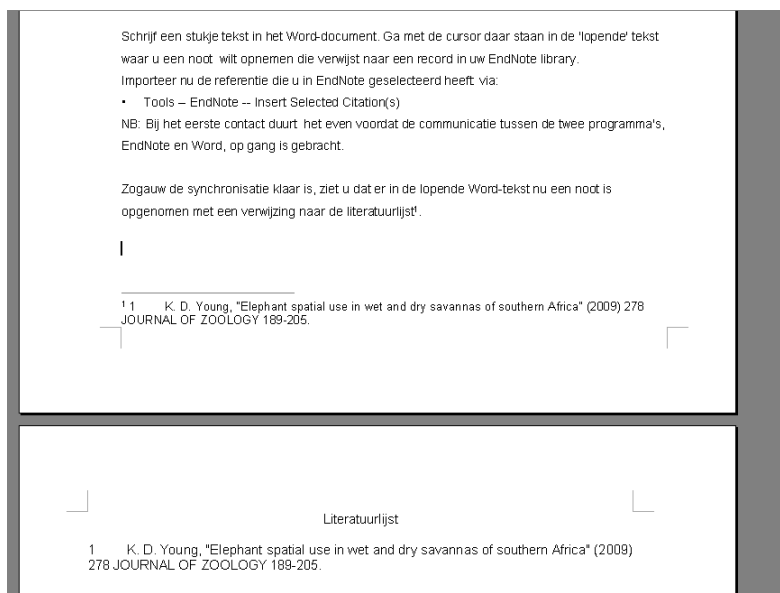 Schrijf een stukje tekst in het Word-document. Ga met de cursor daar staan in de 'lopende' tekst
waar u een noot wilt opnemen die verwijst naar een record in uw EndNote library.
Importeer nu de referentie die u in EndNote geselecteerd heeft via:
• Tools – EndNote -- Insert Selected Citation(s)
NB: Bij het eerste contact duurt het even voordat de communicatie tussen de twee programma's,
EndNote en Word, op gang is gebracht.
Zogauw de synchronisatie klaar is, ziet u dat er in de lopende Word-tekst nu een noot is
opgenomen met een verwijzing naar de literatuurlijst¹.
¹ 1 K. D. Young, "Elephant spatial use in wet and dry savannas of southern Africa" (2009) 278
JOURNAL OF ZOOLOGY 189-205.
Literatuurlijst
1 K. D. Young, "Elephant spatial use in wet and dry savannas of southern Africa" (2009)
278 JOURNAL OF ZOOLOGY 189-205.